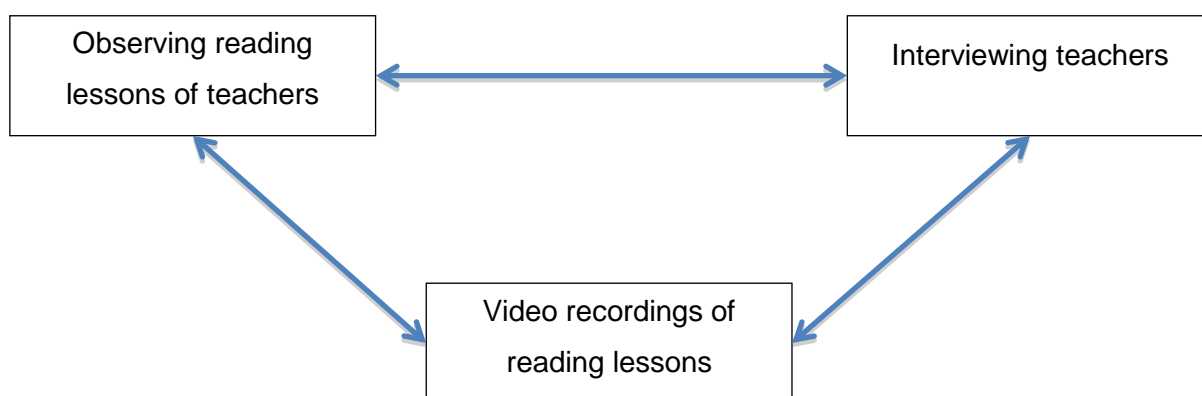 Observing reading
lessons of teachers
Interviewing teachers
Video recordings of
reading lessons